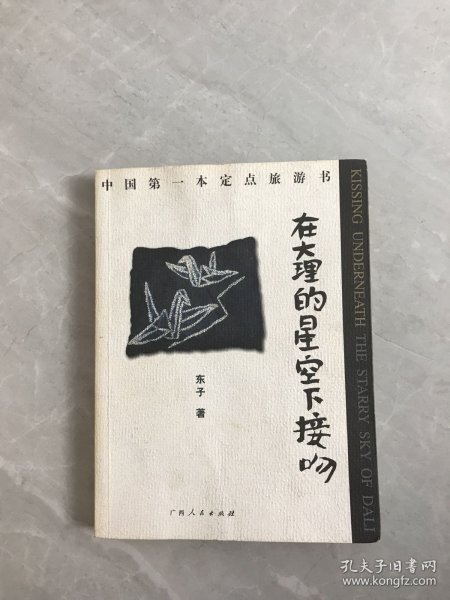 中国第一本定点旅游书
在大理的星空下接吻
KISSING UNDERNEATH THE STARRY SKY OF DALI
东子 著
广西人民出版社
孔夫子旧书网
www.kongfz.com